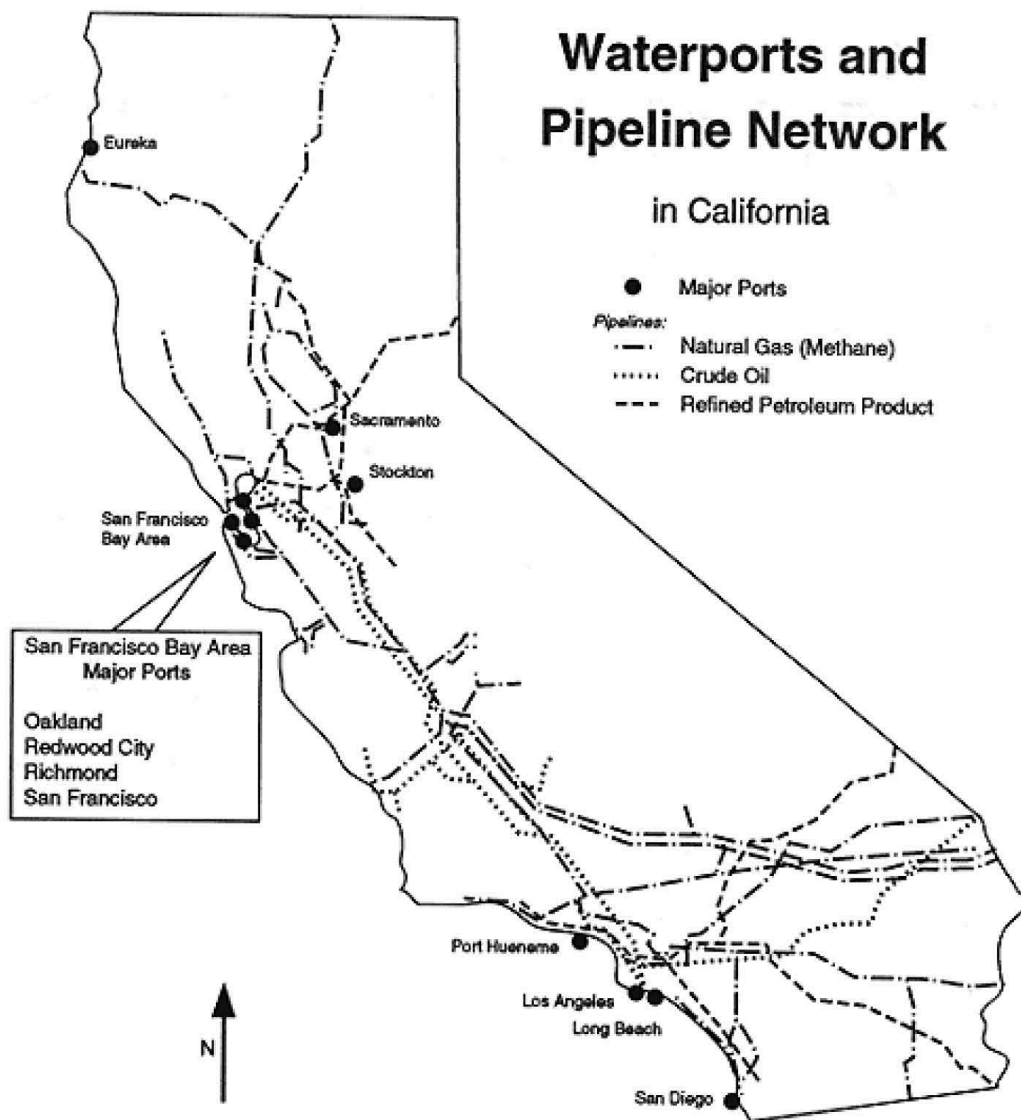 Waterports and
Pipeline Network
in California
Major Ports
Pipelines:
Natural Gas (Methane)
Crude Oil
Refined Petroleum Product
Eureka
Sacramento
Stockton
San Francisco
Bay Area
San Francisco Bay Area
Major Ports
Oakland
Redwood City
Richmond
San Francisco
Port Hueneme
Los Angeles
Long Beach
San Diego
N